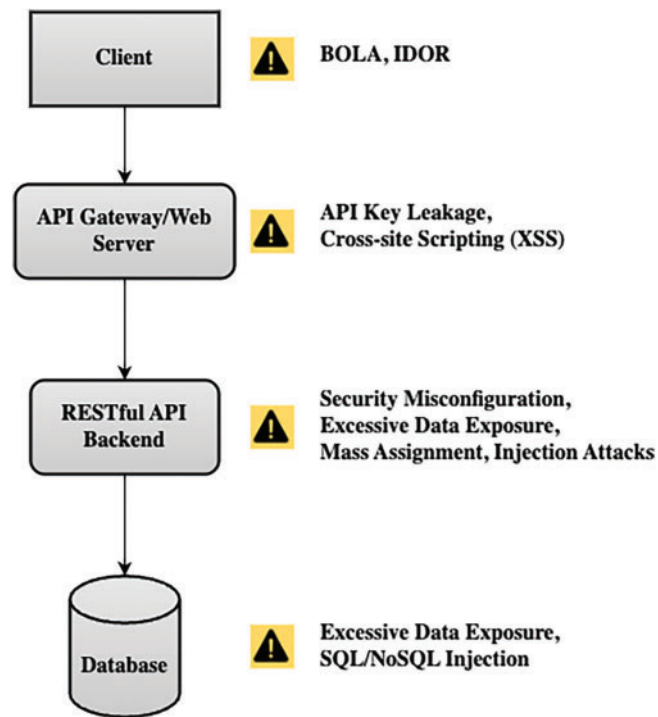 Client
BOLA, IDOR
API Gateway/Web
Server
API Key Leakage,
Cross-site Scripting (XSS)
RESTful API
Backend
Security Misconfiguration,
Excessive Data Exposure,
Mass Assignment, Injection Attacks
Database
Excessive Data Exposure,
SQL/NoSQL Injection